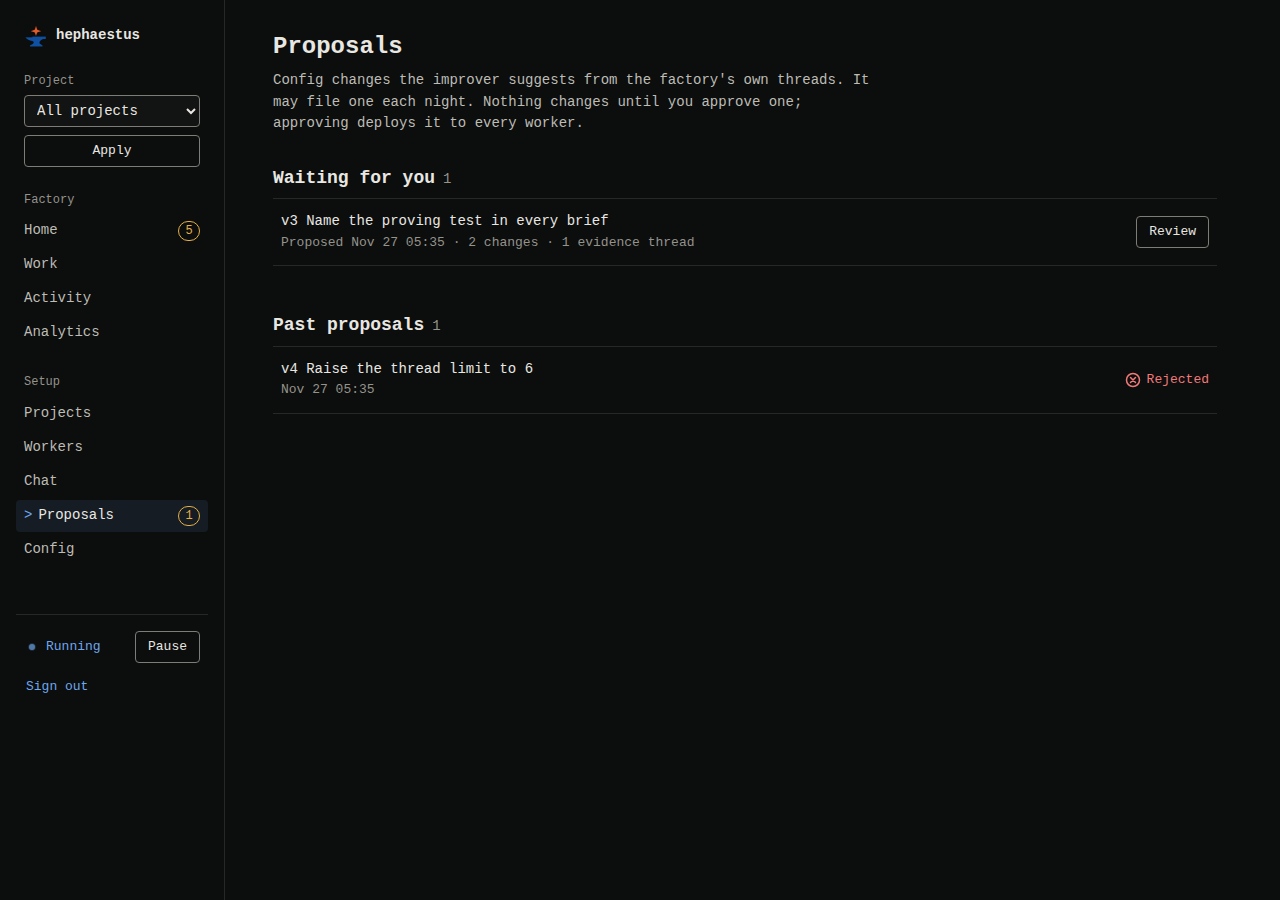 hephaestus
Project
All projects
Apply
Factory
Home 5
Work
Activity
Analytics
Setup
Projects
Workers
Chat
> Proposals 1
Config
Running Pause
Sign out
Proposals
Config changes the improver suggests from the factory's own threads. It
may file one each night. Nothing changes until you approve one;
approving deploys it to every worker.
Waiting for you 1
v3 Name the proving test in every brief
Proposed Nov 27 05:35 · 2 changes · 1 evidence thread
Review
Past proposals 1
v4 Raise the thread limit to 6
Nov 27 05:35
Rejected